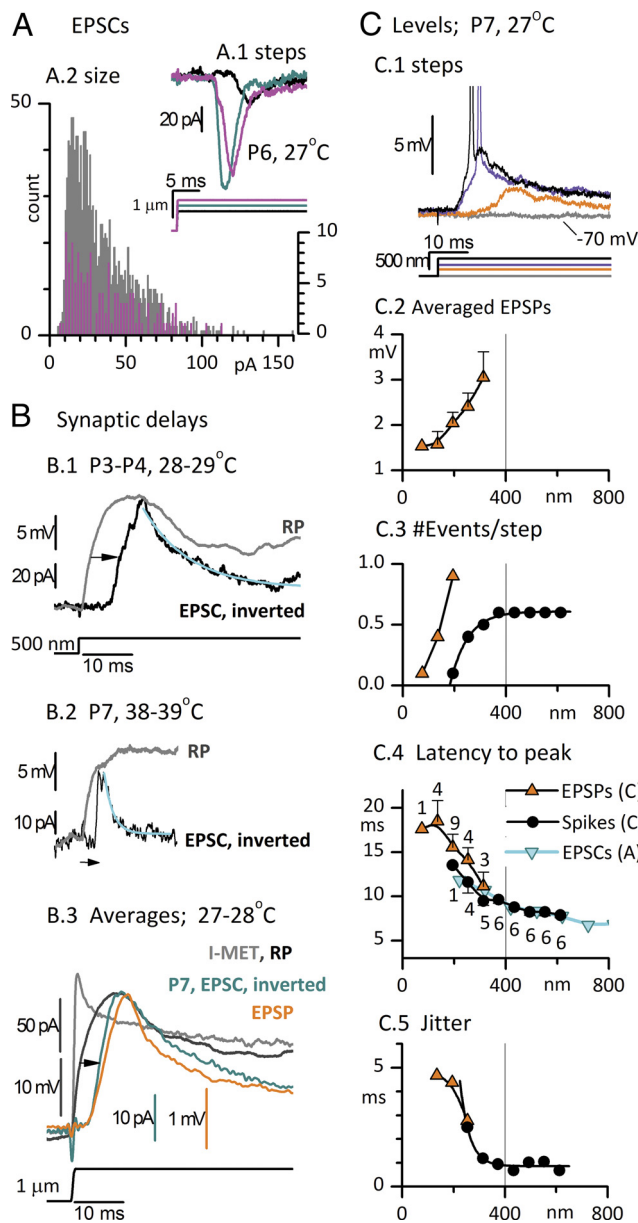 A EPSCs
A.2 size
A.1 steps
50
20 pA
P6, 27°C
5 ms
1 µm
count
10
5
0
0
0 50 100 150
pA
B Synaptic delays
B.1 P3-P4, 28-29°C
5 mV
RP
20 pA
EPSC, inverted
500 nm
10 ms
B.2 P7, 38-39°C
RP
5 mV
10 pA
EPSC, inverted
B.3 Averages; 27-28°C
I-MET, RP
P7, EPSC, inverted
EPSP
50 pA
10 mV
10 pA
1 mV
1 µm
10 ms
C Levels; P7, 27°C
C.1 steps
5 mV
10 ms
-70 mV
500 nm
C.2 Averaged EPSPs
4
mV
3
2
1
0 400 nm 800
C.3 #Events/step
1.0
0.5
0.0
0 400 nm 800
C.4 Latency to peak
20
ms
15
10
5
EPSPs (C)
Spikes (C
EPSCs (A)
4
1 9
4
3
1
4
5 6 6 6 6 6
0 400 nm 800
C.5 Jitter
5
ms
0
0 400 nm 800